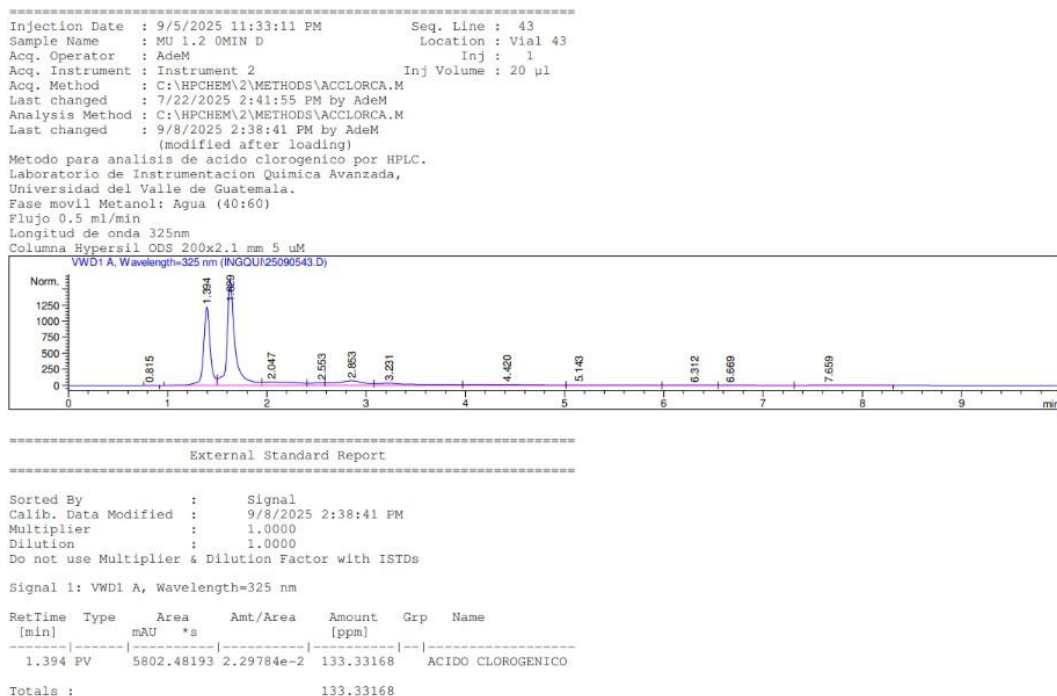 =====================================================================
Injection Date  : 9/5/2025 11:33:11 PM           Seq. Line :  43
Sample Name     : MU 1.2 0MIN D                   Location : Vial 43
Acq. Operator   : AdeM                                 Inj :   1
Acq. Instrument : Instrument 2                  Inj Volume : 20 µl
Acq. Method     : C:\HPCHEM\2\METHODS\ACCLORCA.M
Last changed    : 7/22/2025 2:41:55 PM by AdeM
Analysis Method : C:\HPCHEM\2\METHODS\ACCLORCA.M
Last changed    : 9/8/2025 2:38:41 PM by AdeM
                  (modified after loading)
Metodo para analisis de acido clorogenico por HPLC.
Laboratorio de Instrumentacion Quimica Avanzada,
Universidad del Valle de Guatemala.
Fase movil Metanol: Agua (40:60)
Flujo 0.5 ml/min
Longitud de onda 325nm
Columna Hypersil ODS 200x2.1 mm 5 uM
VWD1 A, Wavelength=325 nm (INGQUI\25090543.D)
Norm.
1250
1000
750
500
250
0
0.815
1.394
1.629
2.047
2.553
2.853
3.231
4.420
5.143
6.312
6.669
7.659
0 1 2 3 4 5 6 7 8 9 min
=====================================================================
External Standard Report
=====================================================================
Sorted By             :      Signal
Calib. Data Modified  :      9/8/2025 2:38:41 PM
Multiplier            :      1.0000
Dilution              :      1.0000
Do not use Multiplier & Dilution Factor with ISTDs
Signal 1: VWD1 A, Wavelength=325 nm
RetTime  Type     Area     Amt/Area    Amount   Grp   Name
[min]           mAU   *s               [ppm]
-------|------|----------|----------|----------|--|------------------
1.394 PV    5802.48193 2.29784e-2  133.33168    ACIDO CLOROGENICO
Totals :                               133.33168